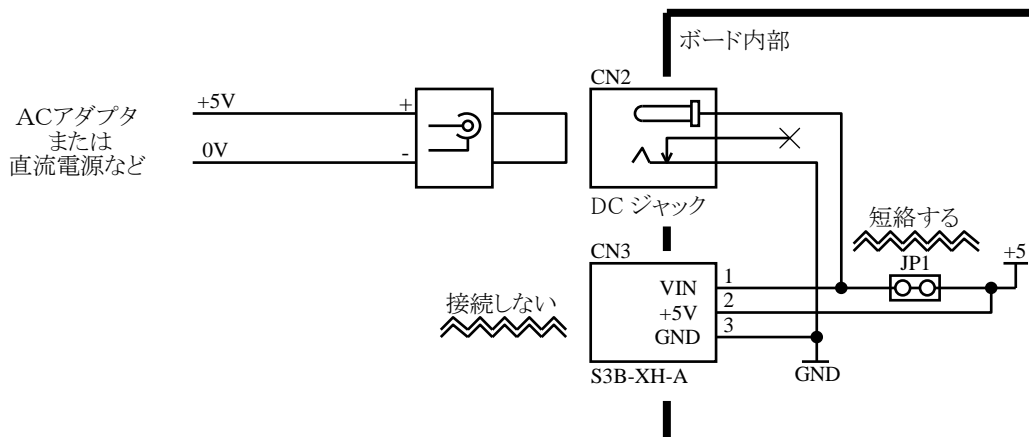 ボード内部
CN2
ACアダプタ
または
直流電源など
+5V
+
0V
-
DC ジャック
短絡する
CN3
JP1
+5
接続しない
VIN
1
+5V
2
GND
3
S3B-XH-A
GND